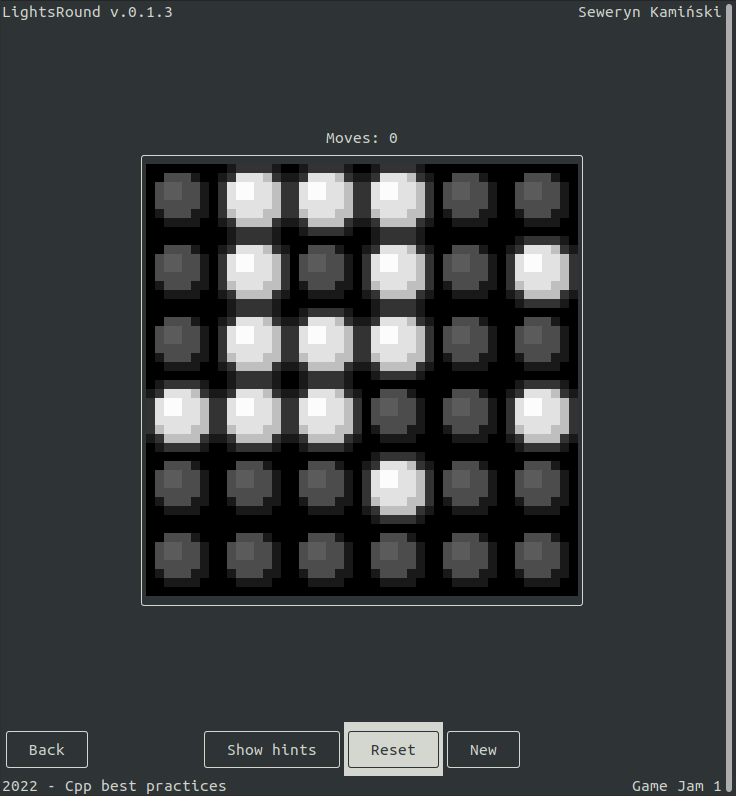 LightsRound v.0.1.3 Seweryn Kamiński
Moves: 0
Back Show hints Reset New
2022 - Cpp best practices Game Jam 1